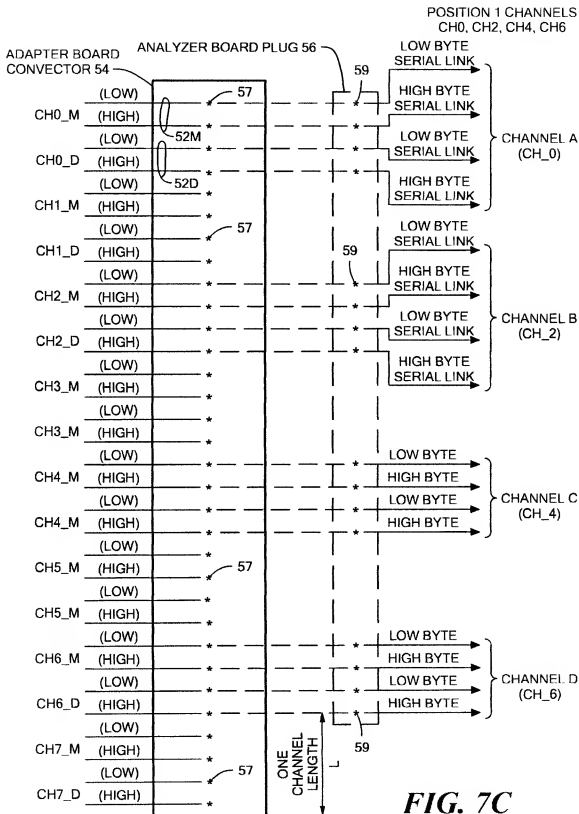 POSITION 1 CHANNELS
CH0, CH2, CH4, CH6
ADAPTER BOARD
CONVECTOR 54
ANALYZER BOARD PLUG 56
57
59
LOW BYTE
SERIAL LINK
HIGH BYTE
SERIAL LINK
LOW BYTE
SERIAL LINK
HIGH BYTE
SERIAL LINK
CHANNEL A
(CH_0)
CH0_M (LOW)
(HIGH)
52M
CH0_D (LOW)
(HIGH)
52D
CH1_M (LOW)
(HIGH)
CH1_D (LOW)
(HIGH)
57
59
LOW BYTE
SERIAL LINK
HIGH BYTE
SERIAL LINK
LOW BYTE
SERIAL LINK
HIGH BYTE
SERIAL LINK
CHANNEL B
(CH_2)
CH2_M (LOW)
(HIGH)
CH2_D (LOW)
(HIGH)
CH3_M (LOW)
(HIGH)
CH3_M (LOW)
(HIGH)
CH4_M (LOW)
(HIGH)
CH4_M (LOW)
(HIGH)
LOW BYTE
HIGH BYTE
LOW BYTE
HIGH BYTE
CHANNEL C
(CH_4)
CH5_M (LOW)
(HIGH)
57
CH5_M (LOW)
(HIGH)
CH6_M (LOW)
(HIGH)
CH6_D (LOW)
(HIGH)
LOW BYTE
HIGH BYTE
LOW BYTE
HIGH BYTE
CHANNEL D
(CH_6)
59
CH7_M (LOW)
(HIGH)
CH7_D (LOW)
(HIGH)
57
ONE
CHANNEL
LENGTH
L
FIG. 7C